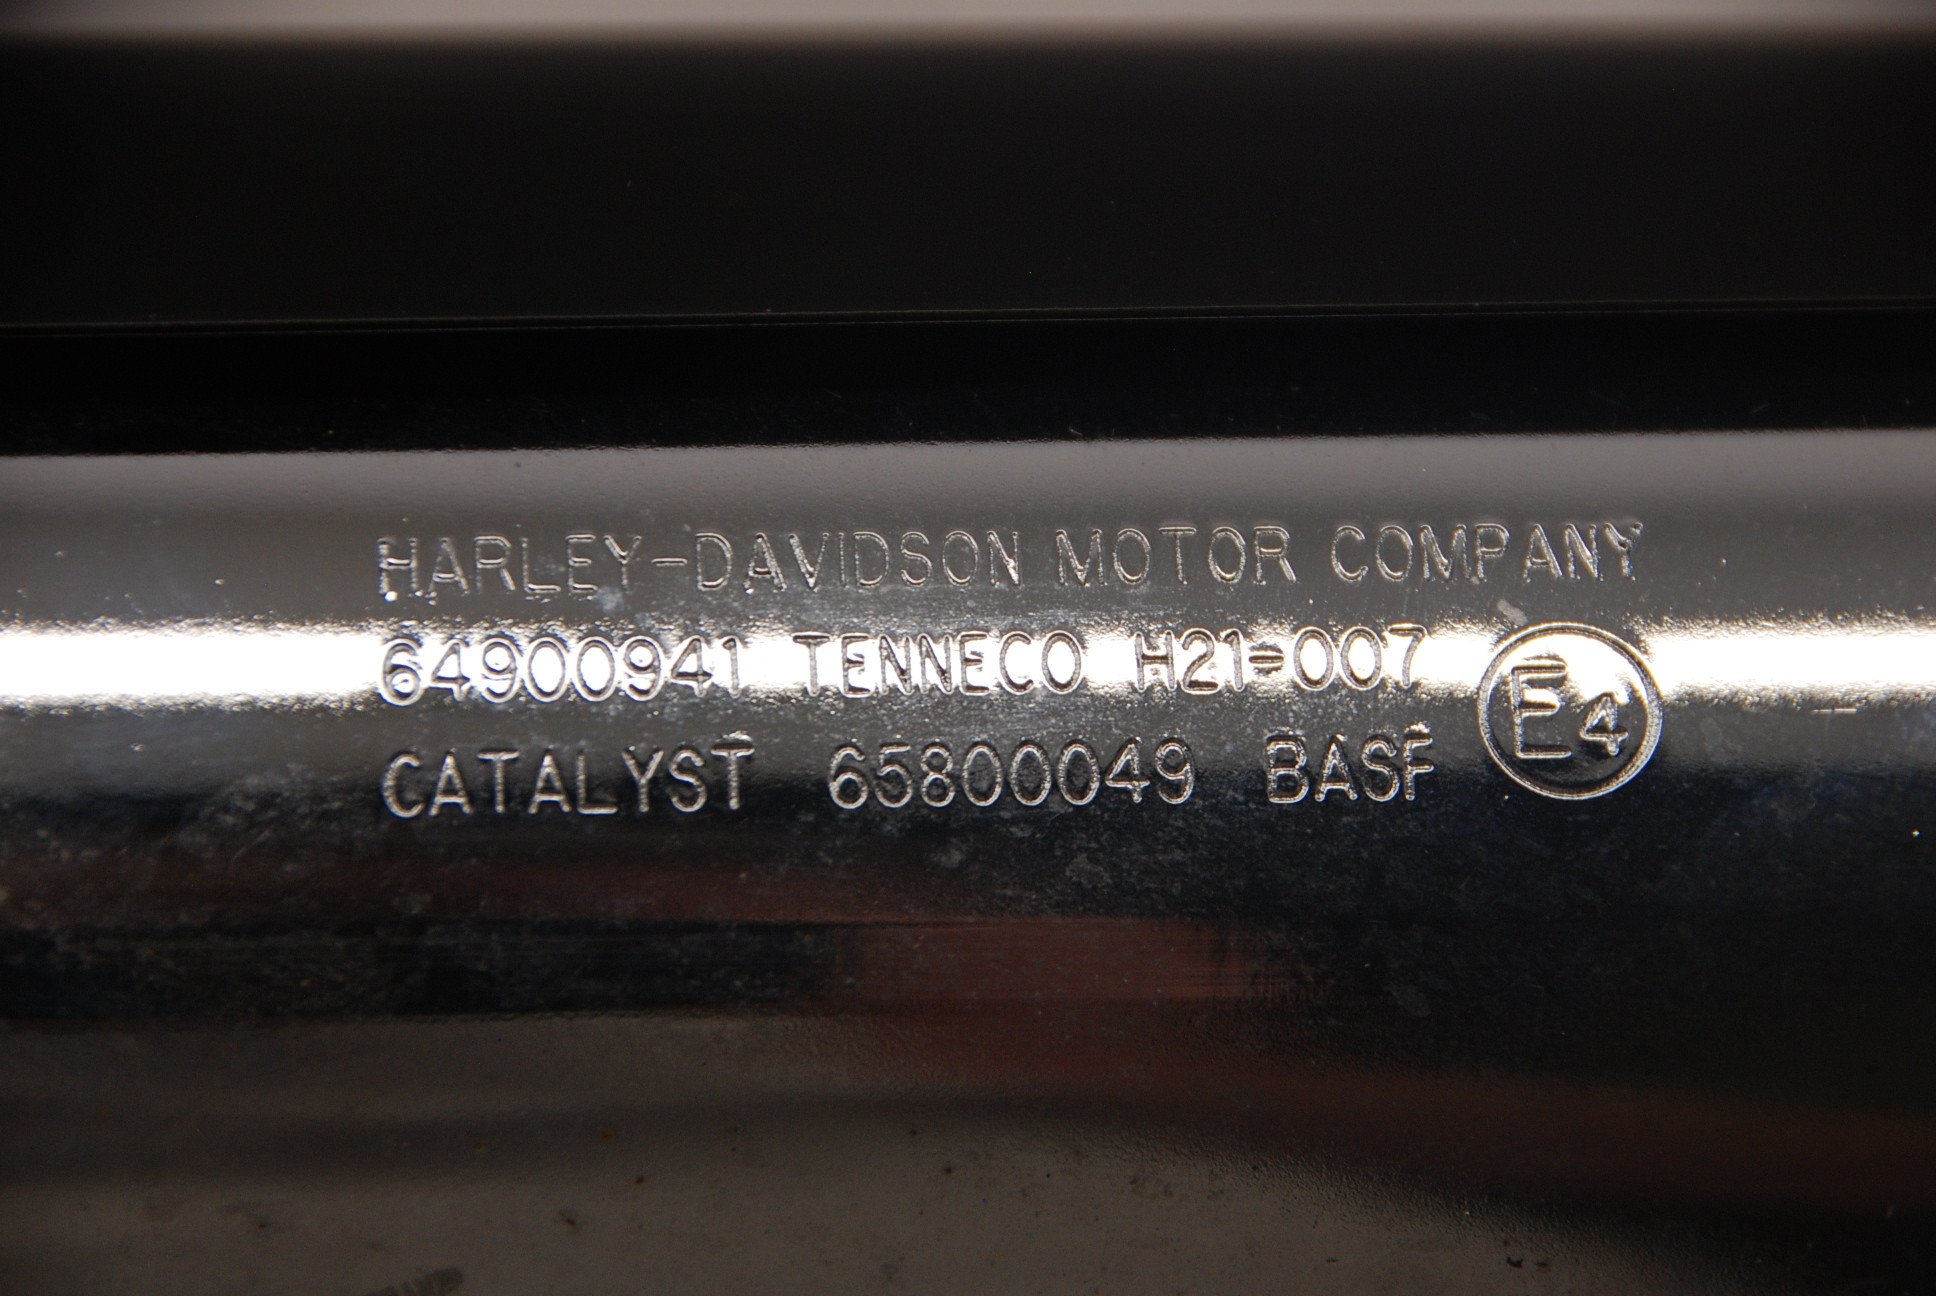 HARLEY-DAVIDSON MOTOR COMPANY
64900941 TENNECO H21-007
CATALYST 65800049 BASF
E4